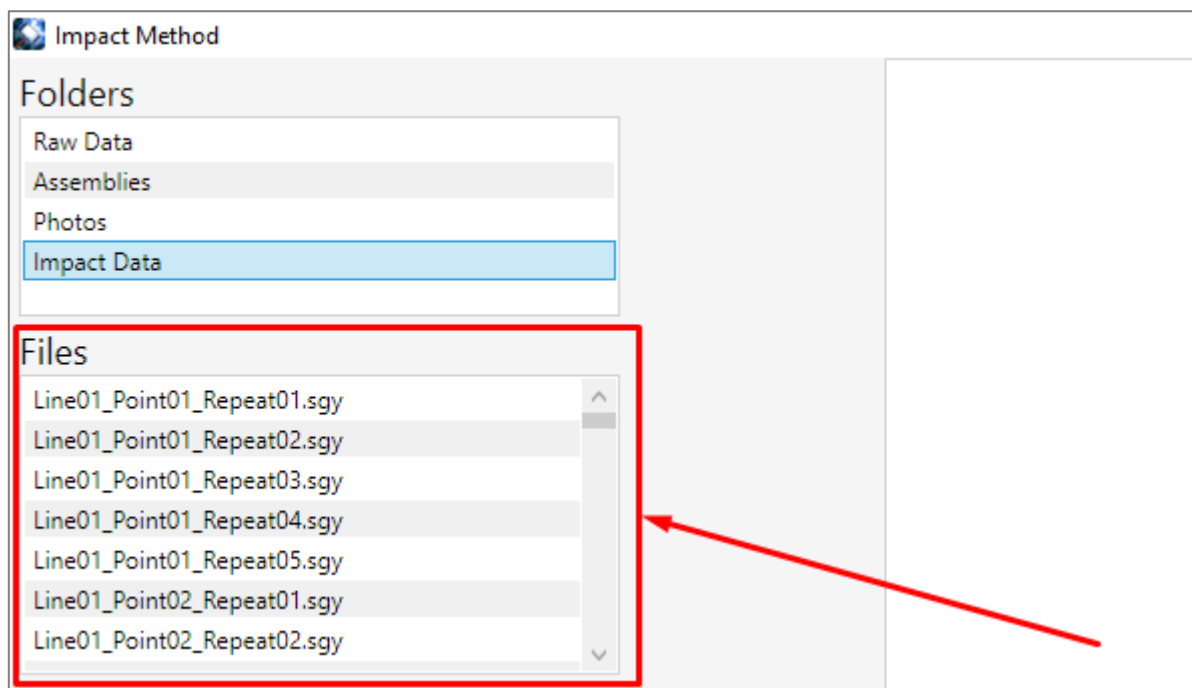 Impact Method
Folders
Raw Data
Assemblies
Photos
Impact Data
Files
Line01_Point01_Repeat01.sgy
Line01_Point01_Repeat02.sgy
Line01_Point01_Repeat03.sgy
Line01_Point01_Repeat04.sgy
Line01_Point01_Repeat05.sgy
Line01_Point02_Repeat01.sgy
Line01_Point02_Repeat02.sgy